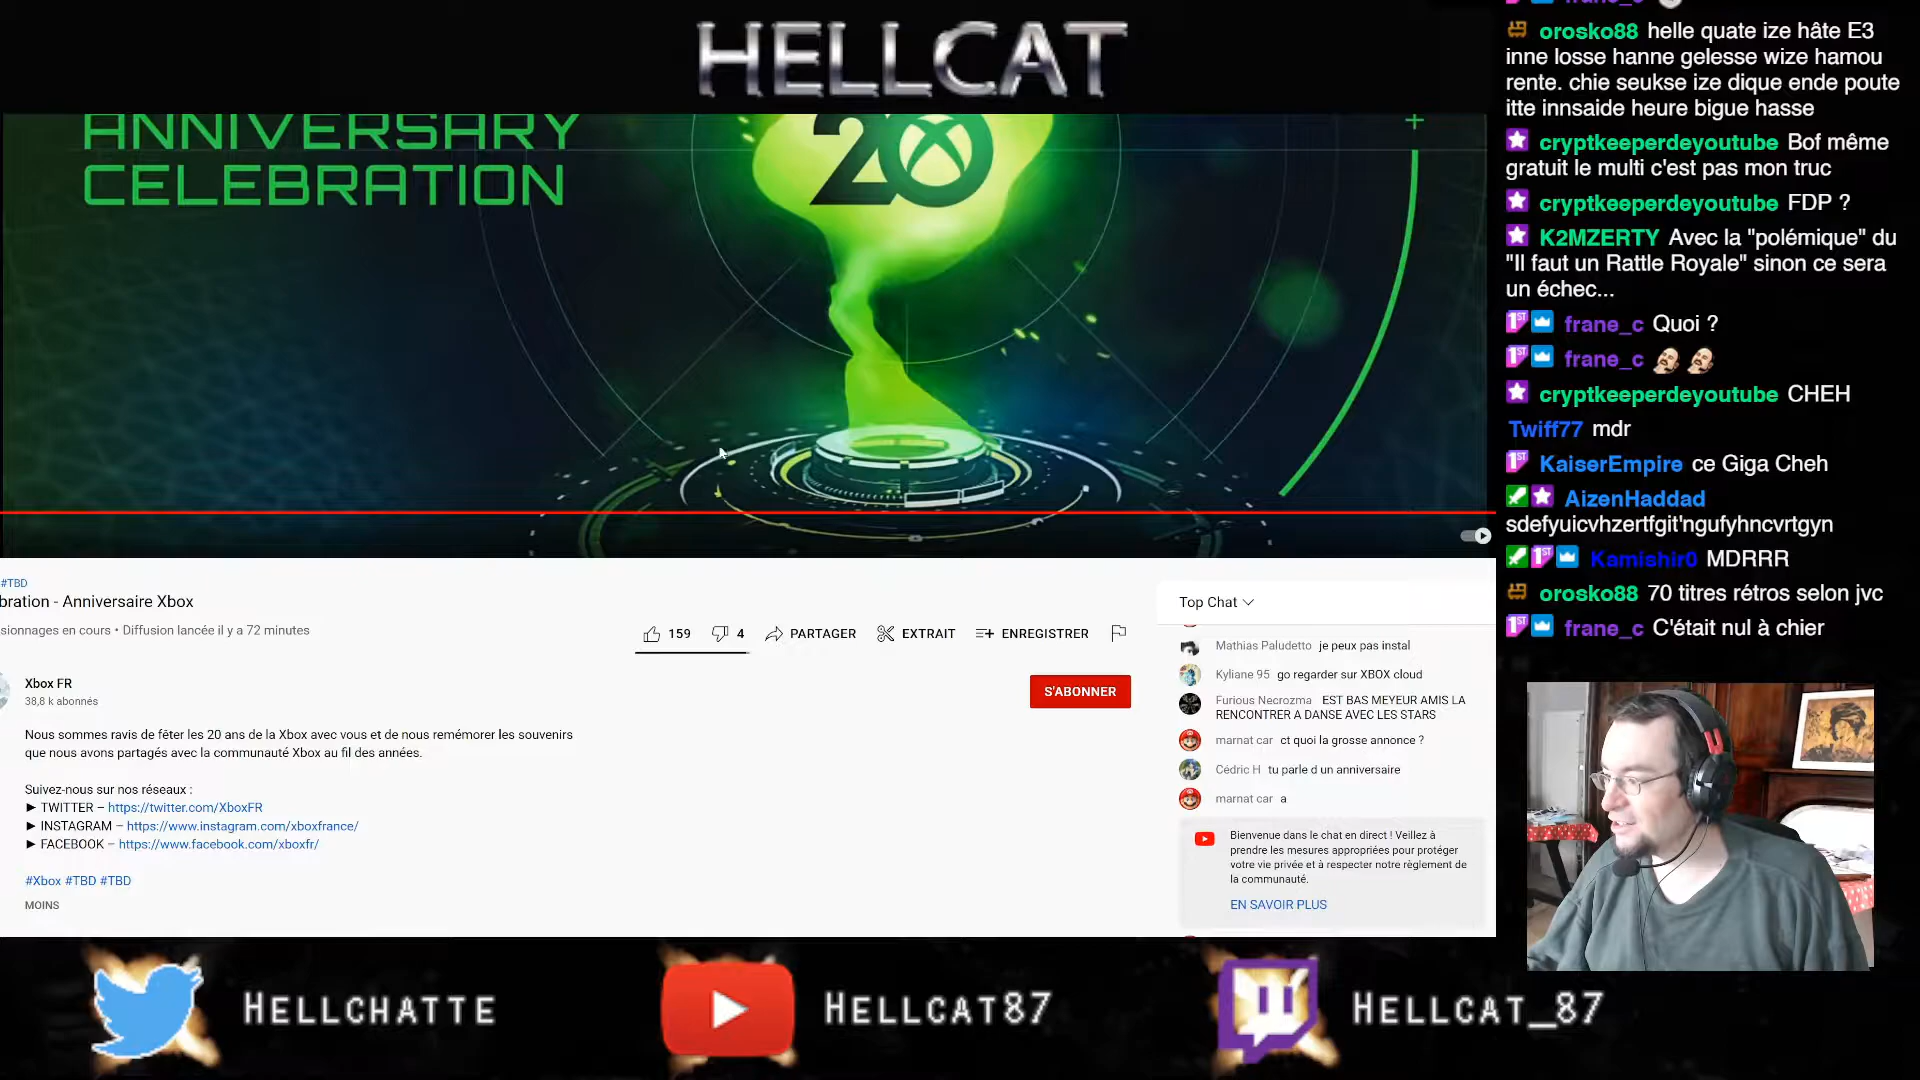 HELLCAT
ANNIVERSARY
CELEBRATION
20
#TBD
bration - Anniversaire Xbox
sionnages en cours • Diffusion lancée il y a 72 minutes
159
4
PARTAGER
EXTRAIT
ENREGISTRER
Xbox FR
38,8 k abonnés
S'ABONNER
Nous sommes ravis de fêter les 20 ans de la Xbox avec vous et de nous remémorer les souvenirs
que nous avons partagés avec la communauté Xbox au fil des années.
Suivez-nous sur nos réseaux :
► TWITTER – https://twitter.com/XboxFR
► INSTAGRAM – https://www.instagram.com/xboxfrance/
► FACEBOOK – https://www.facebook.com/xboxfr/
#Xbox #TBD #TBD
MOINS
Top Chat
Mathias Paludetto je peux pas instal
Kyliane 95 go regarder sur XBOX cloud
Furious Necrozma EST BAS MEYEUR AMIS LA
RENCONTRER A DANSE AVEC LES STARS
marnat car ct quoi la grosse annonce ?
Cédric H tu parle d un anniversaire
marnat car a
Bienvenue dans le chat en direct ! Veillez à
prendre les mesures appropriées pour protéger
votre vie privée et à respecter notre règlement de
la communauté.
EN SAVOIR PLUS
orosko88 helle quate ize hâte E3
inne losse hanne gelesse wize hamou
rente. chie seukse ize dique ende poute
itte innsaide heure bigue hasse
cryptkeeperdeyoutube Bof même
gratuit le multi c'est pas mon truc
cryptkeeperdeyoutube FDP ?
K2MZERTY Avec la "polémique" du
"Il faut un Rattle Royale" sinon ce sera
un échec...
1ST frane_c Quoi ?
1ST frane_c
cryptkeeperdeyoutube CHEH
Twiff77 mdr
1ST KaiserEmpire ce Giga Cheh
AizenHaddad
sdefyuicvhzertfgit'ngufyhncvrtgyn
1ST Kamishir0 MDRRR
orosko88 70 titres rétros selon jvc
1ST frane_c C'était nul à chier
HELLCHATTE
HELLCAT87
HELLCAT_87